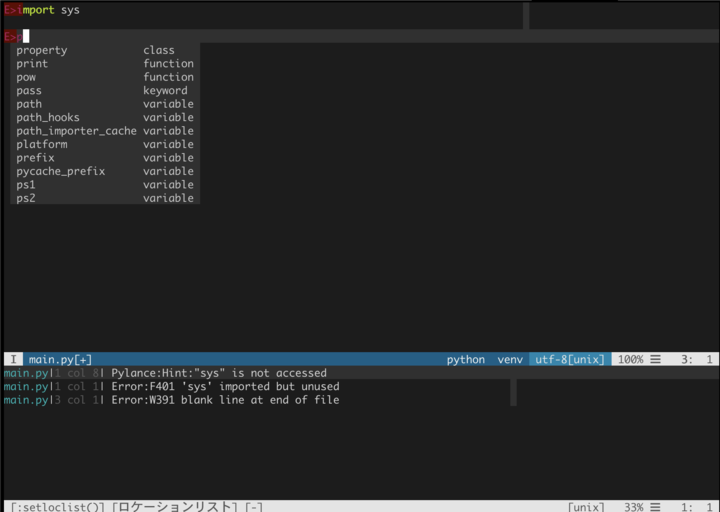 E>import sys
E>p
property class
print function
pow function
pass keyword
path variable
path_hooks variable
path_importer_cache variable
platform variable
prefix variable
pycache_prefix variable
ps1 variable
ps2 variable
I main.py[+] python venv utf-8[unix] 100% ☰ 3: 1
main.py|1 col 8| Pylance:Hint:"sys" is not accessed
main.py|1 col 1| Error:F401 'sys' imported but unused
main.py|3 col 1| Error:W391 blank line at end of file
[:setloclist()] [ロケーションリスト] [-] [unix] 33% ☰ 1: 1